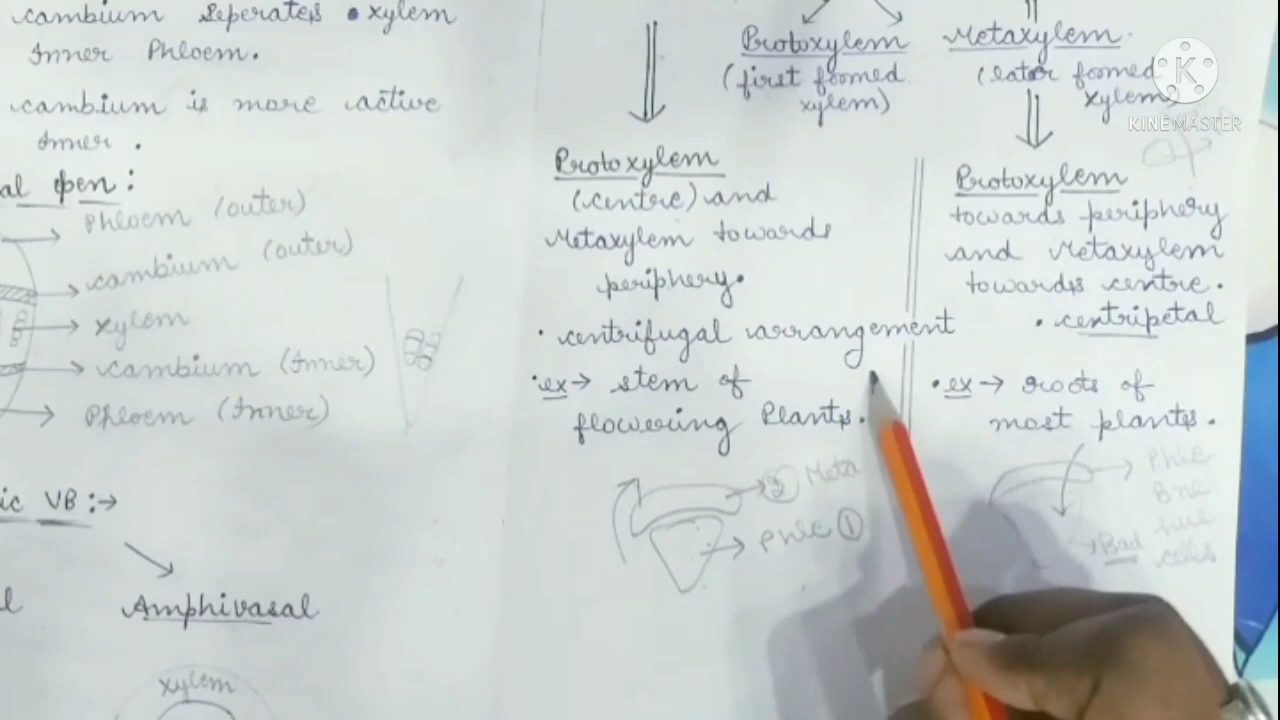 cambium seperates • xylem
Inner Phloem.
cambium is more active
Inner.
al open:
Phloem (outer)
cambium (outer)
xylem
cambium (Inner)
Phloem (Inner)
ic VB:→
Amphivasal
xylem
Protoxylem
(first formed
xylem)
Metaxylem.
(later formed
xylem)
Protoxylem
(centre) and
Metaxylem towards
periphery.
• centrifugal arrangement
• ex → stem of
flowering Plants.
Meta
①
Protoxylem
towards periphery
and Metaxylem
towards centre.
• centripetal
• ex → roots of
most plants.
Bad
cells
K
KINEMASTER